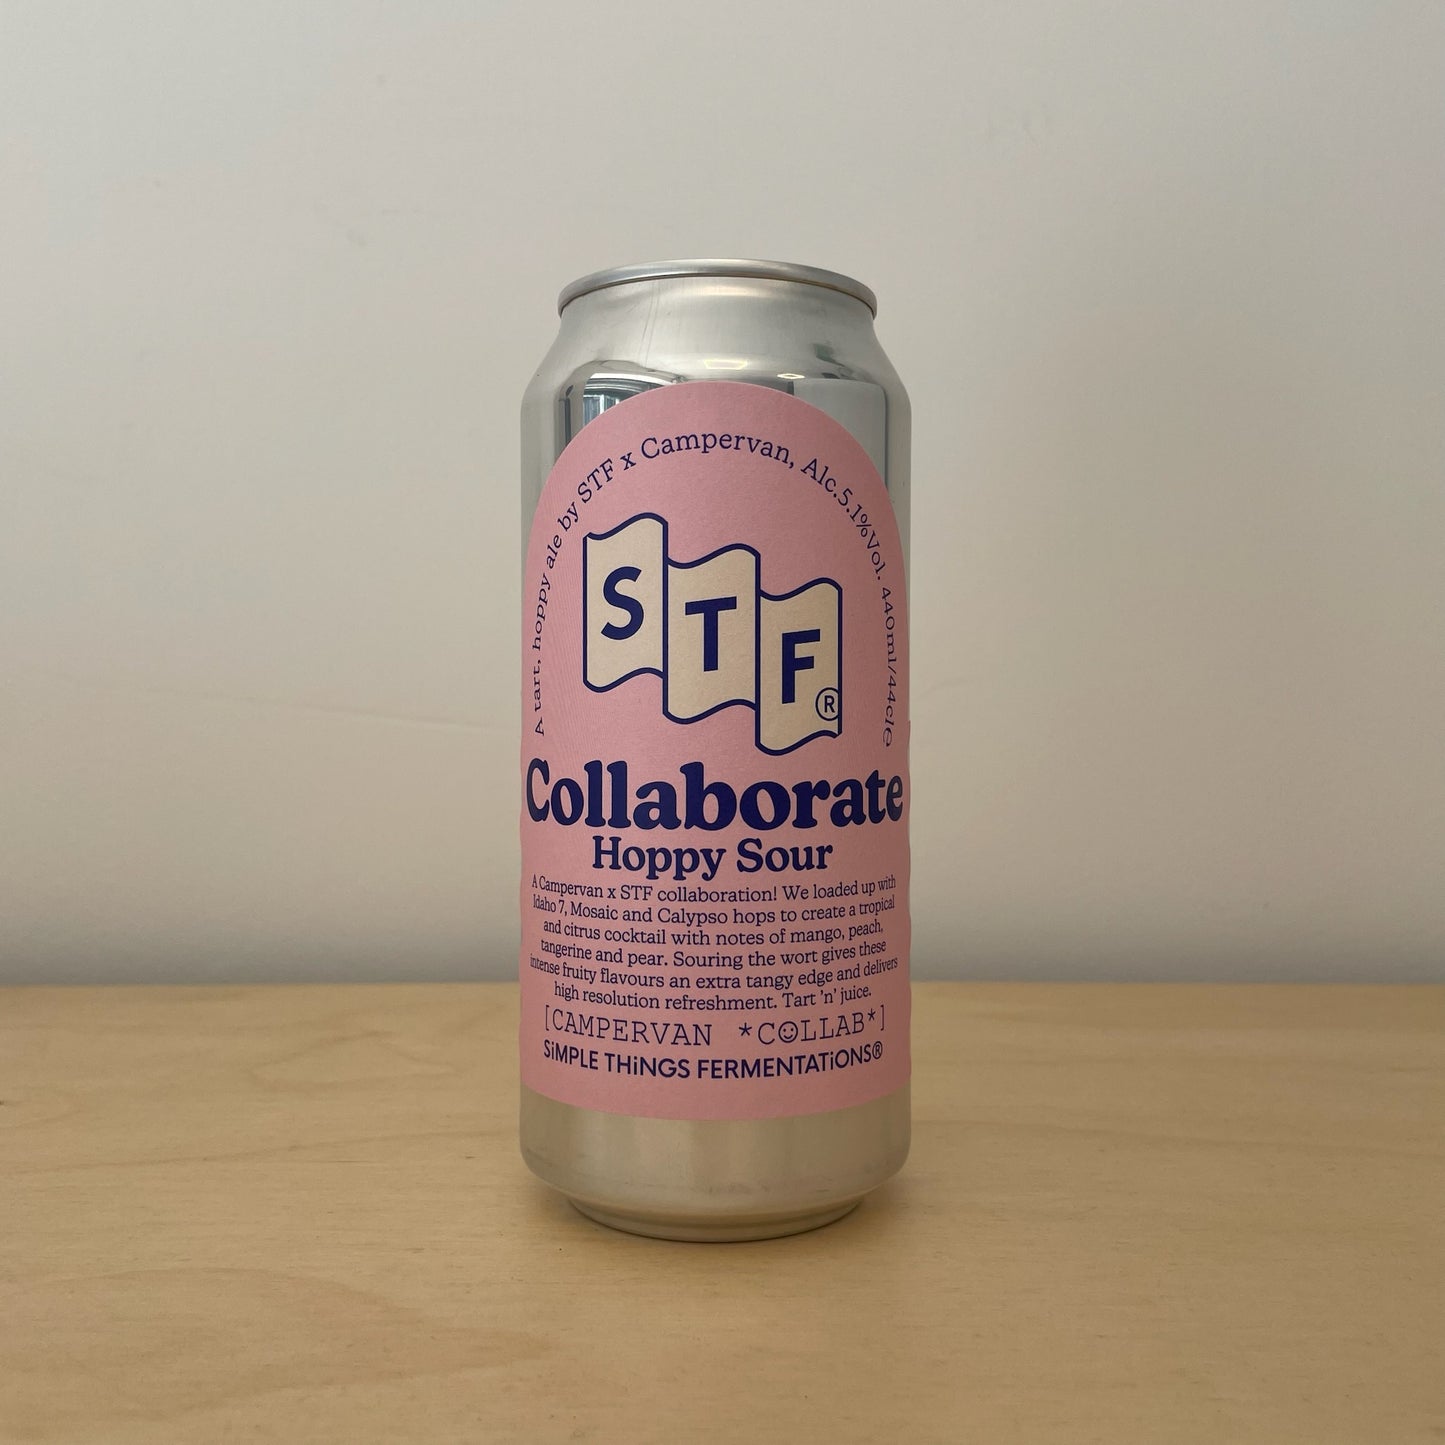 A tart, hoppy ale by STF x Campervan, Alc.5.1%Vol. 440ml/44cl℮
STF®
Collaborate
Hoppy Sour
A Campervan x STF collaboration! We loaded up with
Idaho 7, Mosaic and Calypso hops to create a tropical
and citrus cocktail with notes of mango, peach,
tangerine and pear. Souring the wort gives these
intense fruity flavours an extra tangy edge and delivers
high resolution refreshment. Tart 'n' juice.
[CAMPERVAN *C☺LLAB*]
SiMPLE THiNGS FERMENTATiONS®